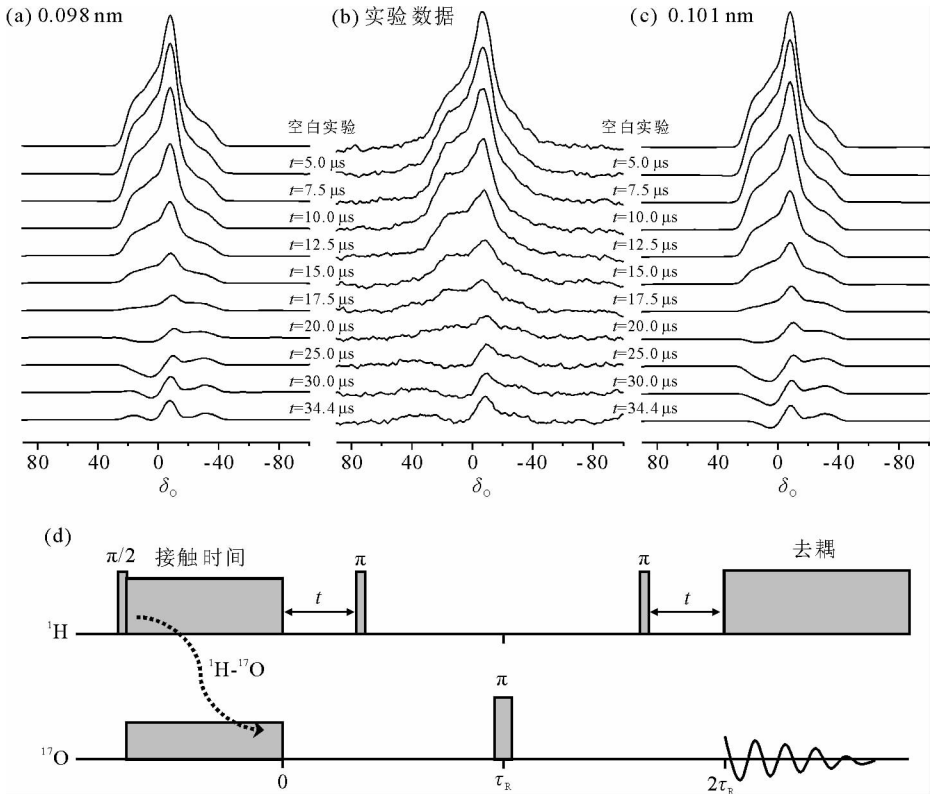 (a) 0.098 nm
(b) 实验数据
(c) 0.101 nm
空白实验
t=5.0 μs
t=7.5 μs
t=10.0 μs
t=12.5 μs
t=15.0 μs
t=17.5 μs
t=20.0 μs
t=25.0 μs
t=30.0 μs
t=34.4 μs
空白实验
t=5.0 μs
t=7.5 μs
t=10.0 μs
t=12.5 μs
t=15.0 μs
t=17.5 μs
t=20.0 μs
t=25.0 μs
t=30.0 μs
t=34.4 μs
80 40 0 -40 -80
80 40 0 -40 -80
80 40 0 -40 -80
δO
δO
δO
(d)
π/2 接触时间 π π 去耦
t t
¹H
¹H-¹⁷O
π
¹⁷O
0 τR 2τR